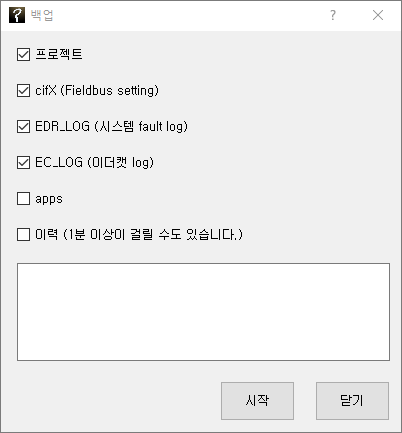 백업
?
프로젝트
cifX (Fieldbus setting)
EDR_LOG (시스템 fault log)
EC_LOG (이더캣 log)
apps
이력 (1분 이상이 걸릴 수도 있습니다.)
시작
닫기